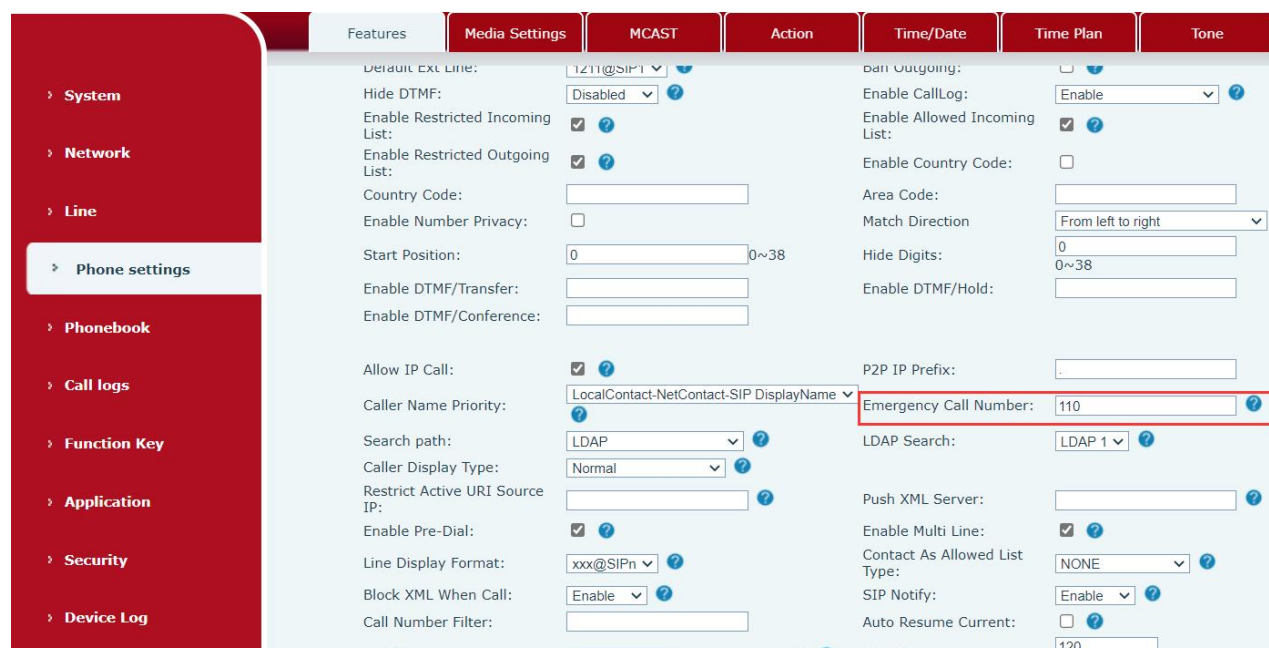 Features Media Settings MCAST Action Time/Date Time Plan Tone
System
Network
Line
Phone settings
Phonebook
Call logs
Function Key
Application
Security
Device Log
Default Ext Line: 1211@SIP1 Ban Outgoing:
Hide DTMF: Disabled Enable CallLog: Enable
Enable Restricted Incoming List: Enable Allowed Incoming List:
Enable Restricted Outgoing List: Enable Country Code:
Country Code: Area Code:
Enable Number Privacy: Match Direction From left to right
Start Position: 0 0~38 Hide Digits: 0 0~38
Enable DTMF/Transfer: Enable DTMF/Hold:
Enable DTMF/Conference:
Allow IP Call: P2P IP Prefix: .
Caller Name Priority: LocalContact-NetContact-SIP DisplayName Emergency Call Number: 110
Search path: LDAP LDAP Search: LDAP 1
Caller Display Type: Normal
Restrict Active URI Source IP: Push XML Server:
Enable Pre-Dial: Enable Multi Line:
Line Display Format: xxx@SIPn Contact As Allowed List Type: NONE
Block XML When Call: Enable SIP Notify: Enable
Call Number Filter: Auto Resume Current:
120